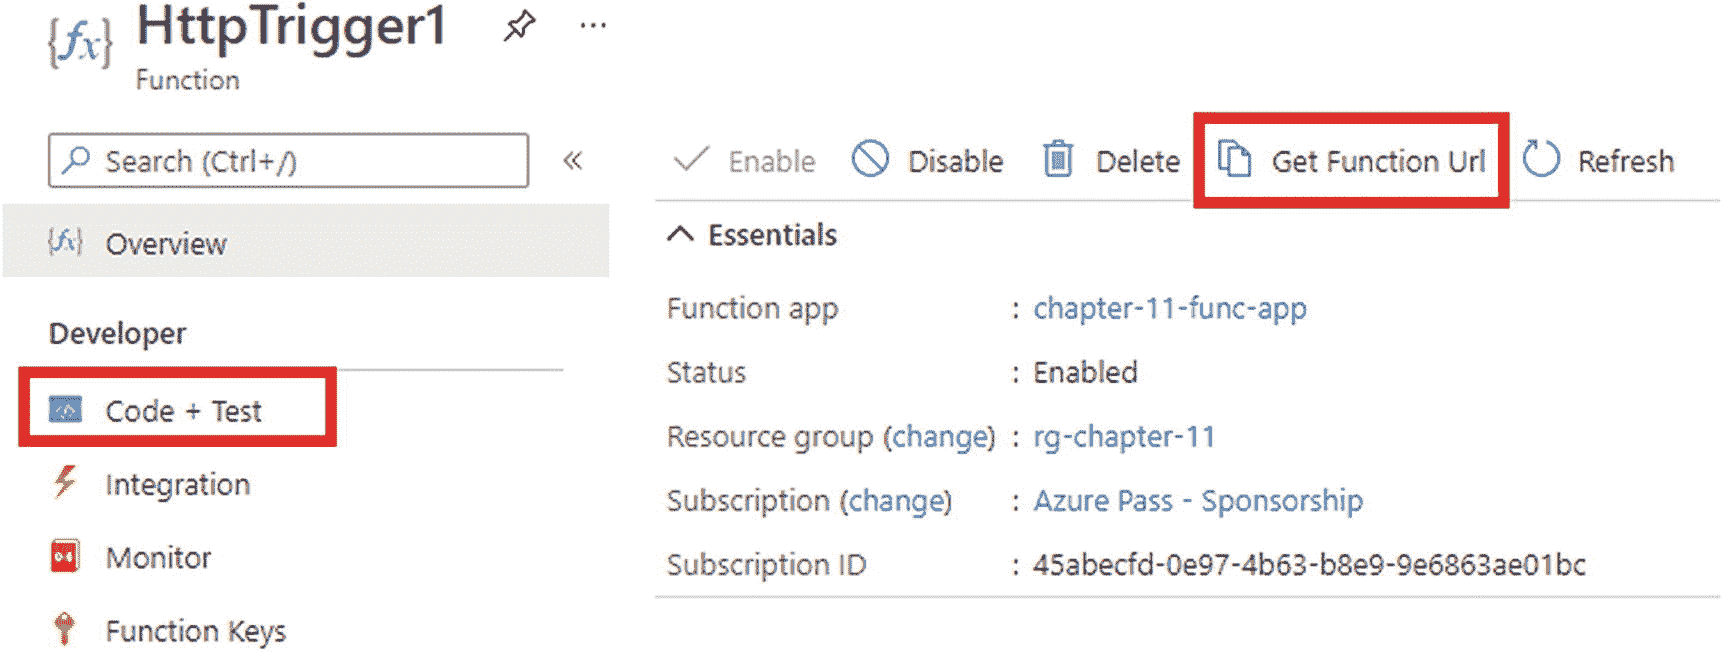 HttpTrigger1
Function
Search (Ctrl+/)
Overview
Developer
Code + Test
Integration
Monitor
Function Keys
Enable Disable Delete Get Function Url Refresh
Essentials
Function app : chapter-11-func-app
Status : Enabled
Resource group (change) : rg-chapter-11
Subscription (change) : Azure Pass - Sponsorship
Subscription ID : 45abecfd-0e97-4b63-b8e9-9e6863ae01bc